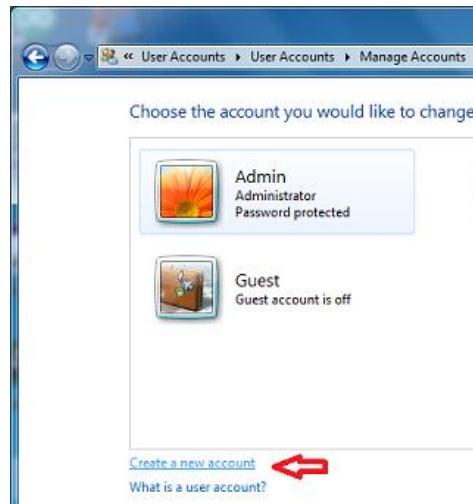 « User Accounts ▸ User Accounts ▸ Manage Accounts
Choose the account you would like to change
Admin
Administrator
Password protected
Guest
Guest account is off
Create a new account
What is a user account?